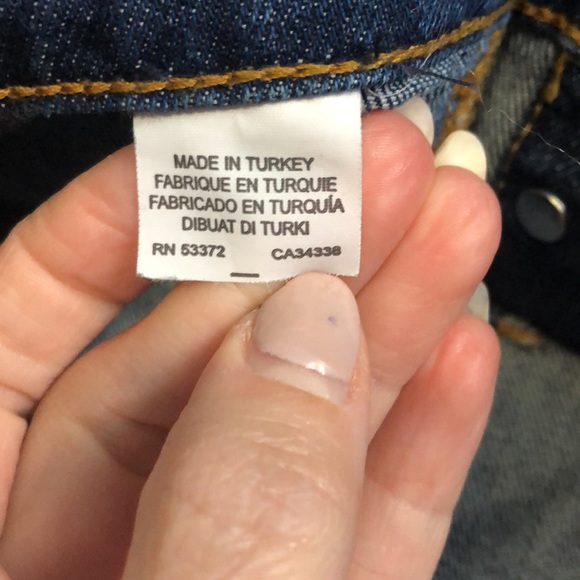 MADE IN TURKEY
FABRIQUE EN TURQUIE
FABRICADO EN TURQUÍA
DIBUAT DI TURKI
RN 53372 CA34338